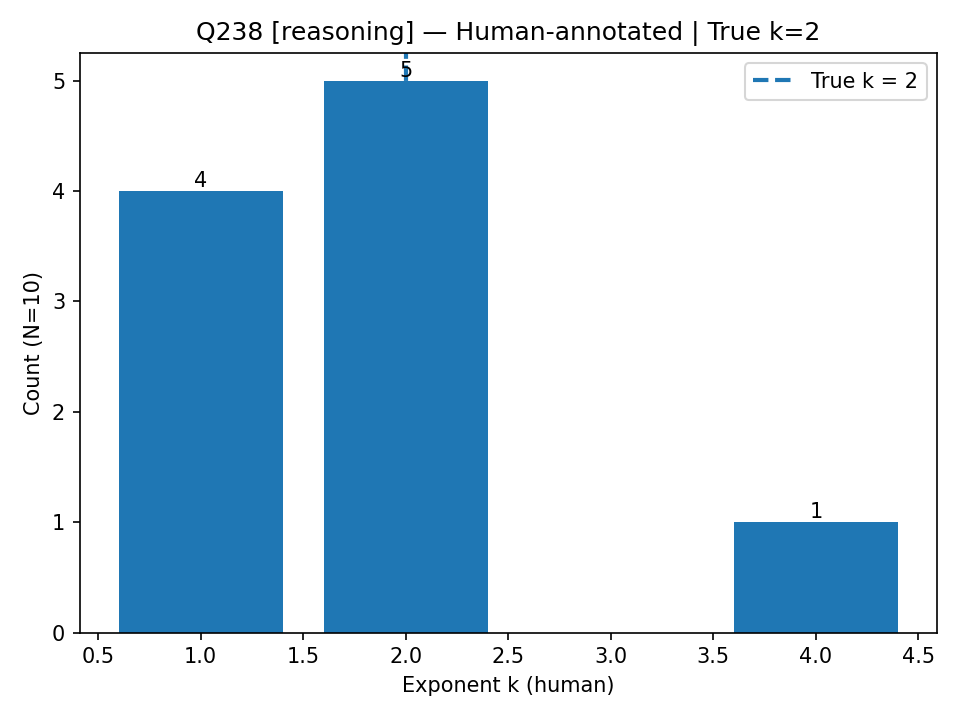 Q238 [reasoning] — Human-annotated | True k=2
True k = 2
Count (N=10)
5
4
3
2
1
0
4
5
1
0.5 1.0 1.5 2.0 2.5 3.0 3.5 4.0 4.5
Exponent k (human)